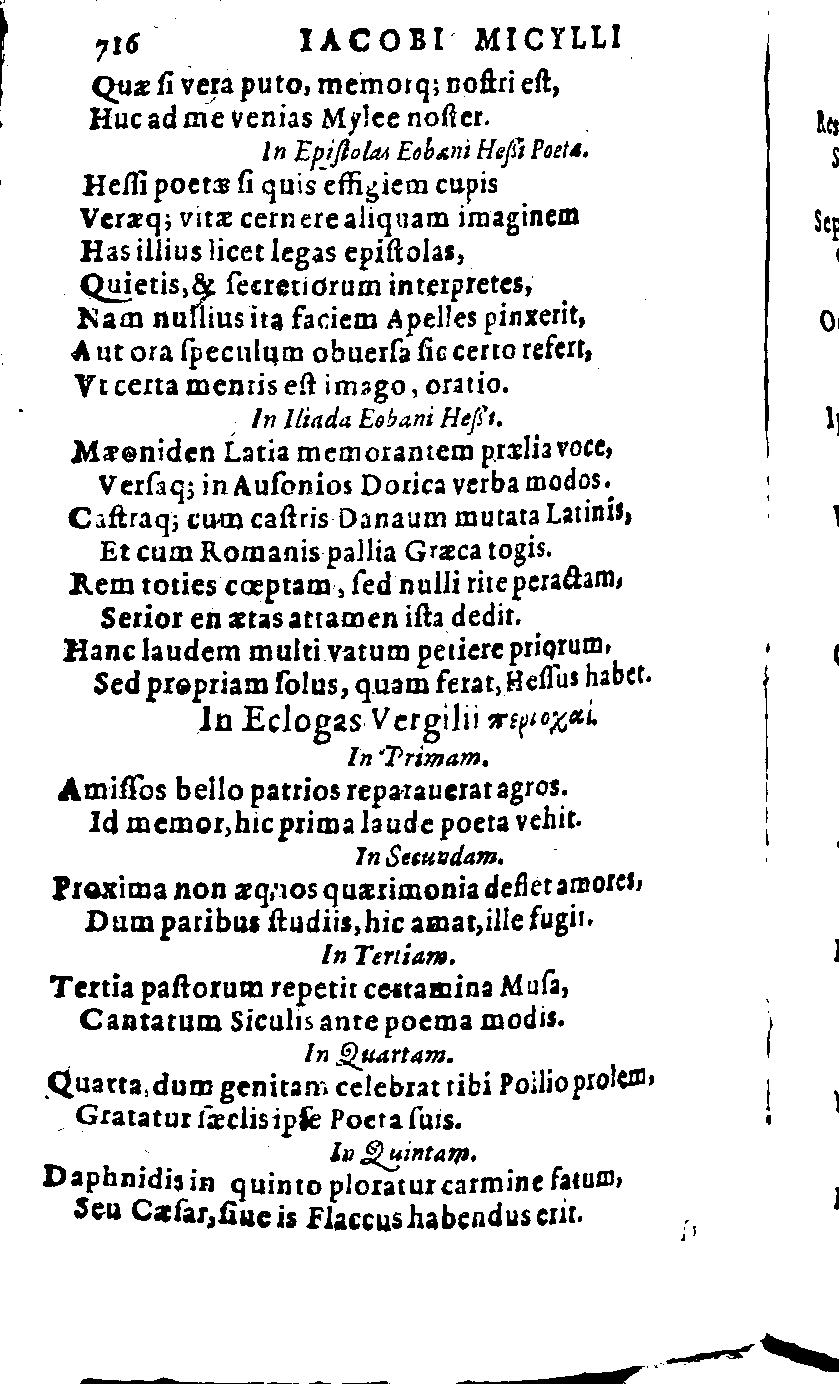 716 IACOBI MICYLLI
Quæ ſi vera puto, memorq; noſtri eſt,
Huc ad me venias Mylee noſter.
In Epiſtolas Eobani Heßi Poetæ.
Heſſi poetæ ſi quis effigiem cupis
Veræq; vitæ cernere aliquam imaginem
Has illius licet legas epiſtolas,
Quietis, & ſecretiorum interpretes,
Nam nullius ita faciem Apelles pinxerit,
Aut ora ſpeculum obuerſa ſic certo refert,
Vt certa mentis eſt imago, oratio.
In Iliada Eobani Heßi.
Mæoniden Latia memorantem prælia voce,
Verſaq; in Auſonios Dorica verba modos.
Caſtraq; cum caſtris Danaum mutata Latinis,
Et cum Romanis pallia Græca togis.
Rem toties cœptam, ſed nulli rite peractam,
Serior en ætas attamen iſta dedit.
Hanc laudem multi vatum petiere priorum,
Sed propriam ſolus, quam ferat, Heſſus habet.
In Eclogas Vergilii περιοχαί.
In Primam.
Amiſſos bello patrios reparauerat agros.
Id memor, hic prima laude poeta vehit.
In Secundam.
Proxima non æquos quærimonia deflet amores,
Dum paribus ſtudiis, hic amat, ille fugit.
In Tertiam.
Tertia paſtorum repetit certamina Muſa,
Cantatum Siculis ante poema modis.
In Quartam.
Quarta, dum genitam celebrat tibi Pollio prolem,
Gratatur ſæclis ipſe Poeta ſuis.
In Quintam.
Daphnidis in quinto ploratur carmine fatum,
Seu Cæſar, ſiue is Flaccus habendus erit.